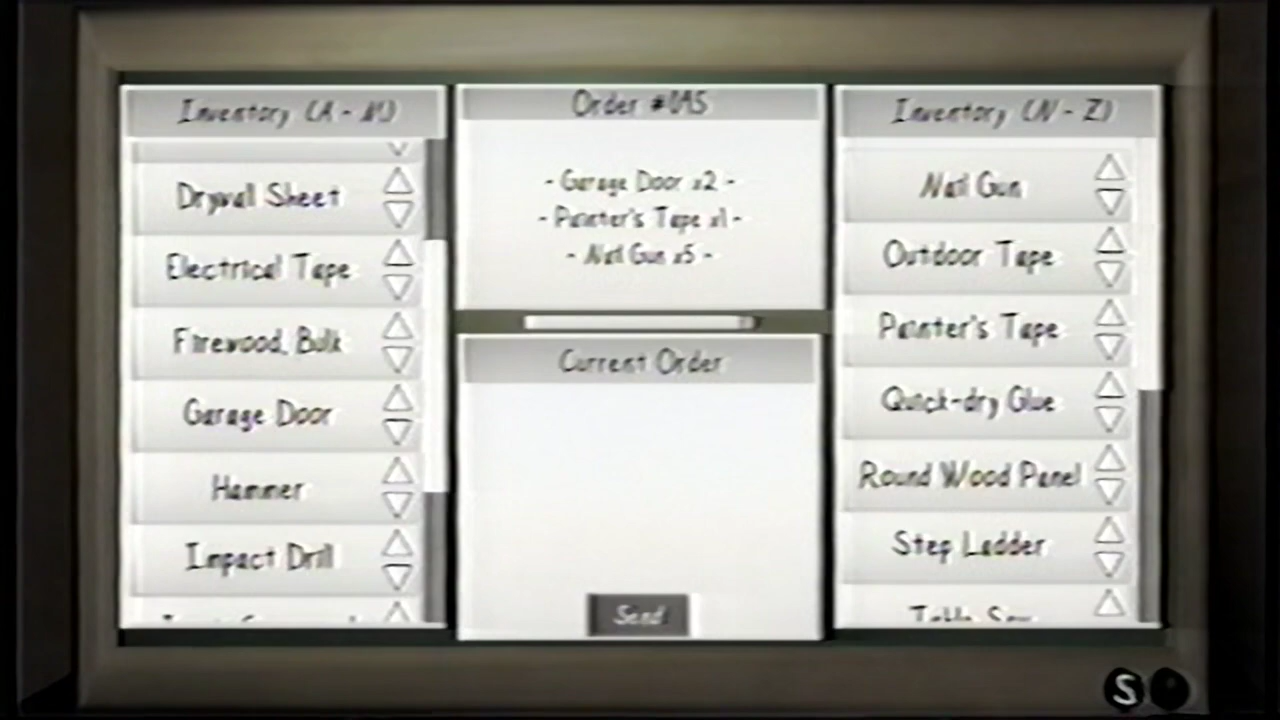 Inventory (A - M)
Drywall Sheet
Electrical Tape
Firewood, Bulk
Garage Door
Hammer
Impact Drill
Order
- Garage Door x2 -
- Painter's Tape x1 -
- Nail Gun x5 -
Current Order
Send
Inventory (N - Z)
Nail Gun
Outdoor Tape
Painter's Tape
Quick-dry Glue
Round Wood Panel
Step Ladder
Table Saw
S